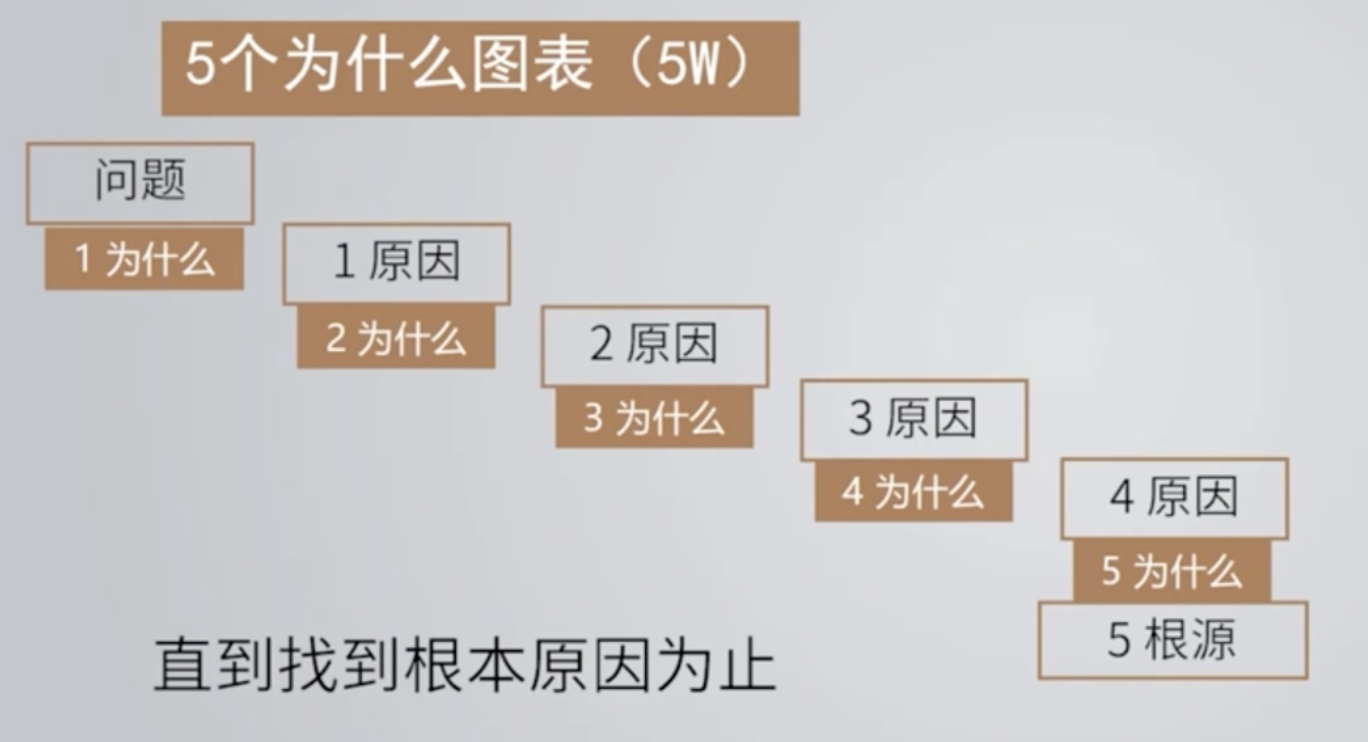 5个为什么图表（5W）
问题
1 为什么
1 原因
2 为什么
2 原因
3 为什么
3 原因
4 为什么
4 原因
5 为什么
5 根源
直到找到根本原因为止